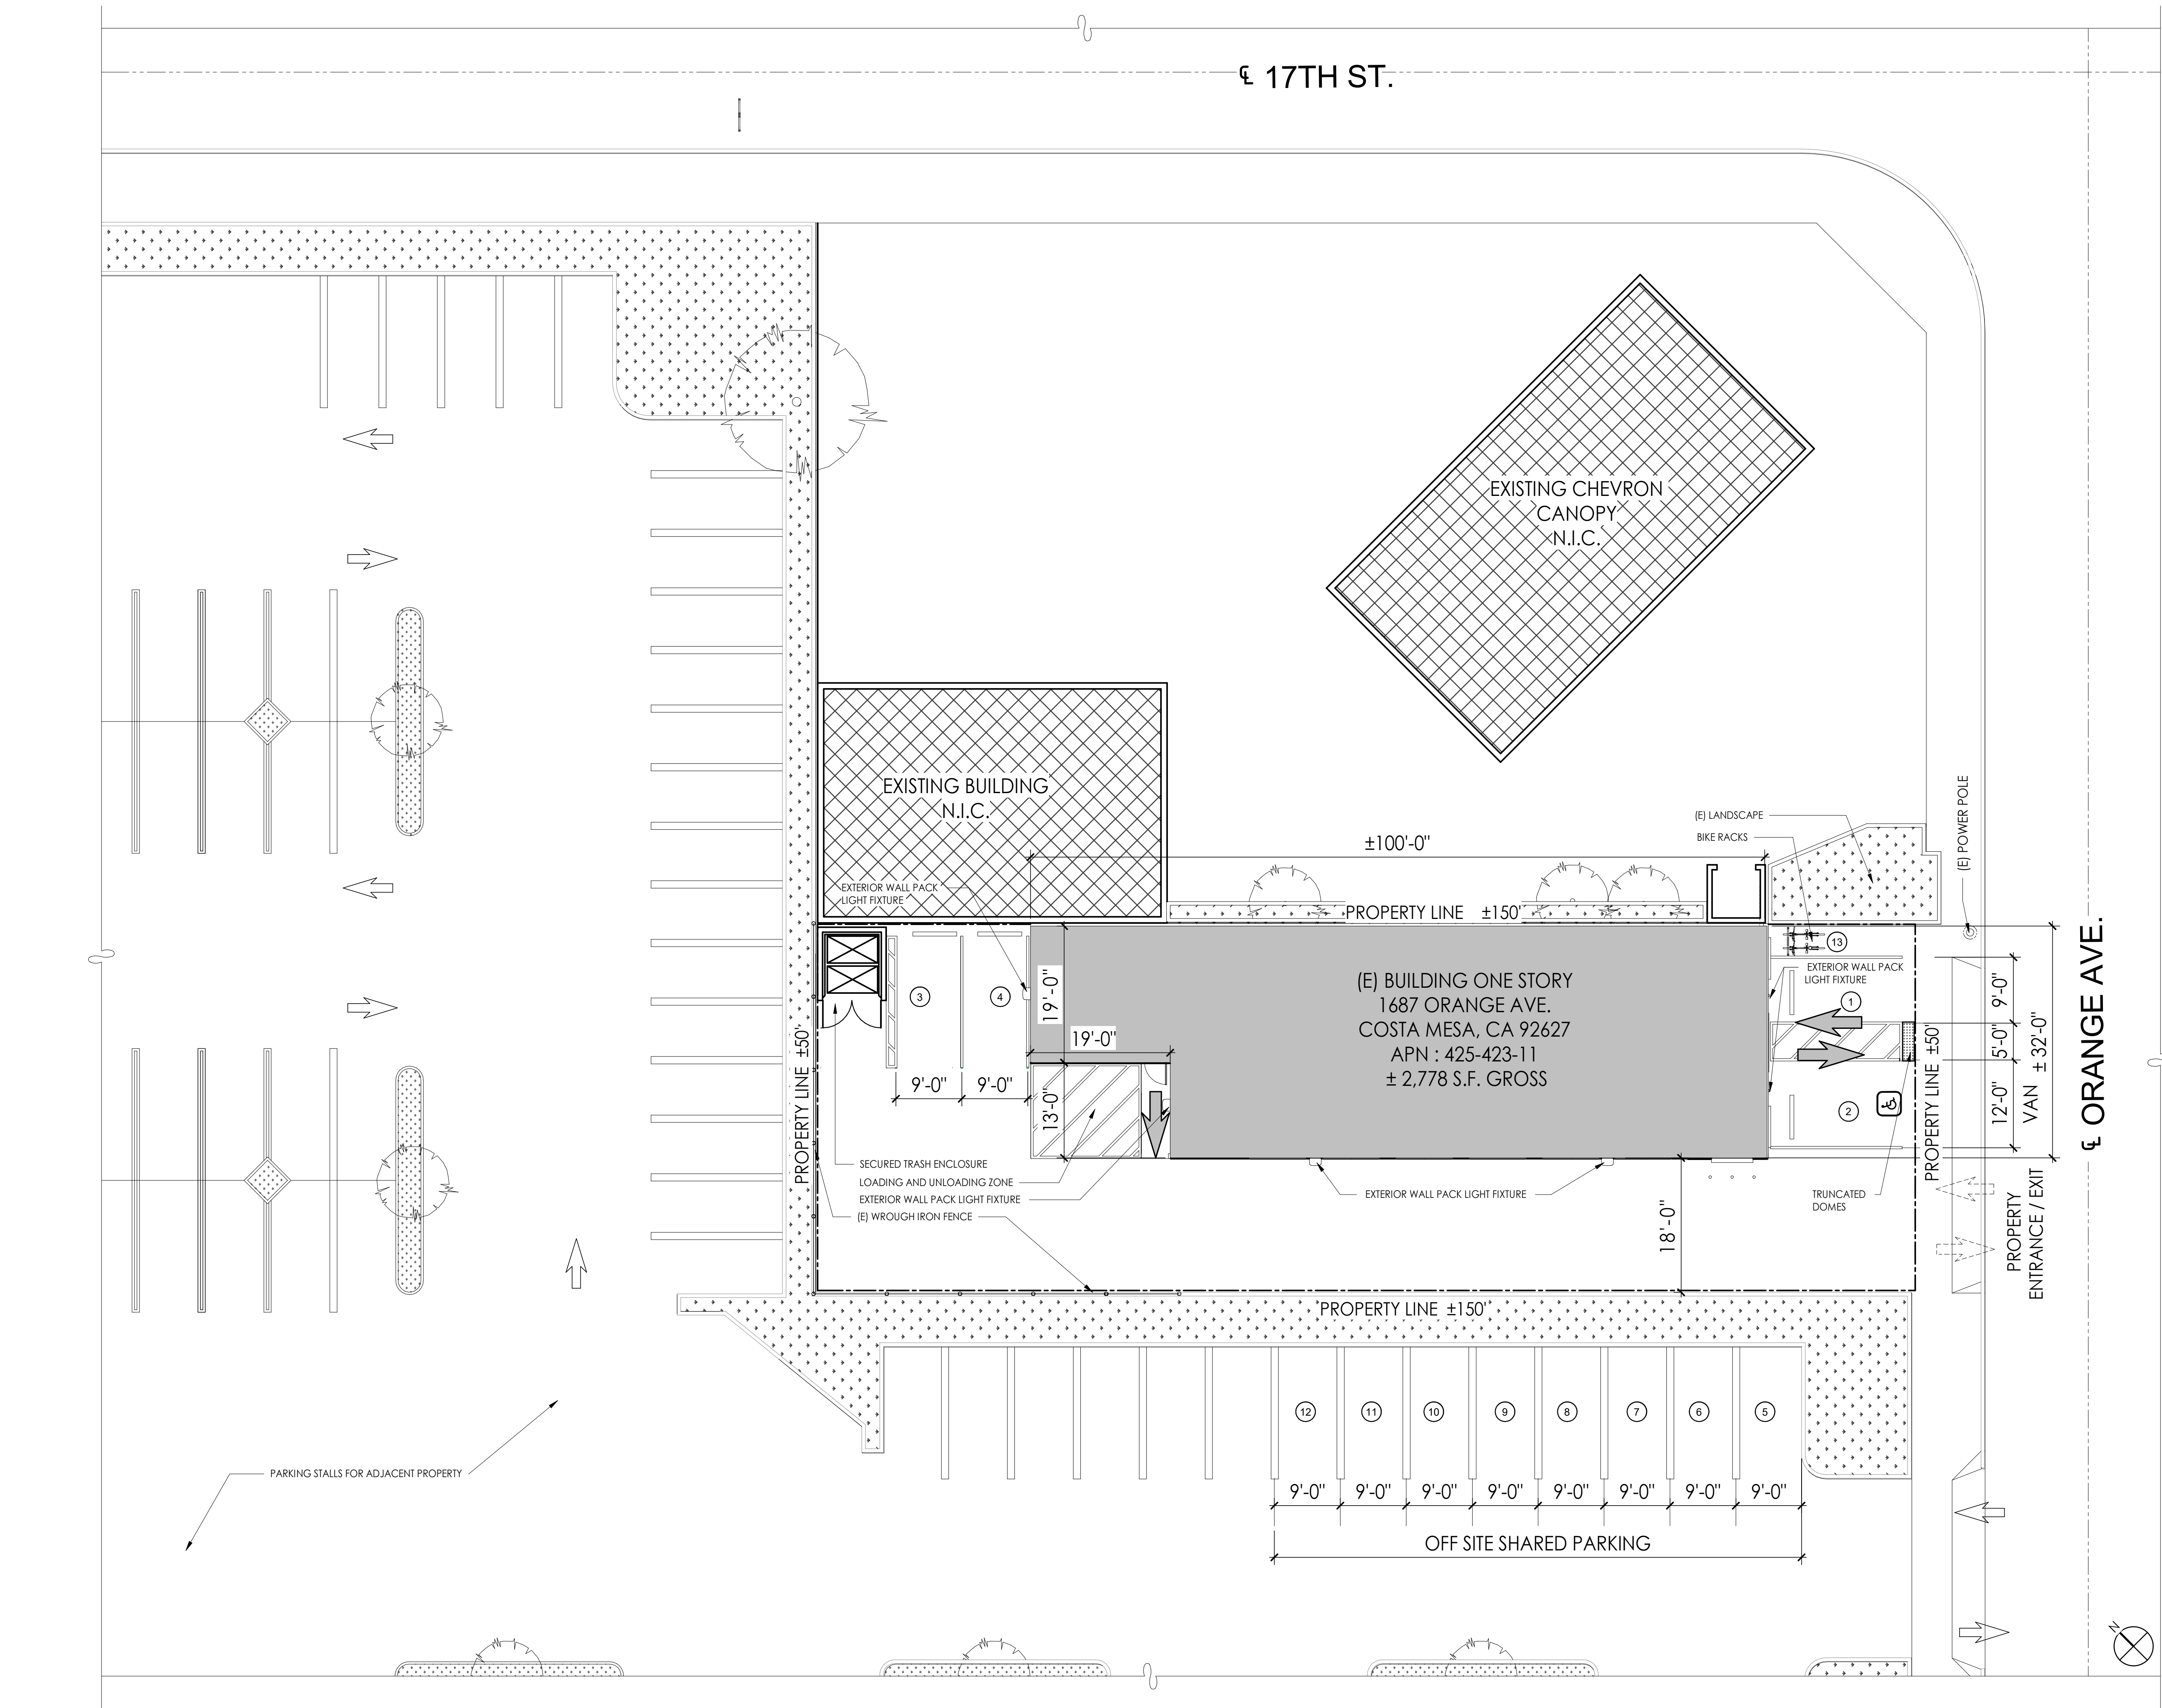 ℄ 17TH ST.
EXISTING CHEVRON
CANOPY
N.I.C.
EXISTING BUILDING
N.I.C.
(E) LANDSCAPE
BIKE RACKS
(E) POWER POLE
±100'-0"
EXTERIOR WALL PACK
LIGHT FIXTURE
PROPERTY LINE ±150'
℄ ORANGE AVE.
13
EXTERIOR WALL PACK
LIGHT FIXTURE
(E) BUILDING ONE STORY
1687 ORANGE AVE.
COSTA MESA, CA 92627
APN : 425-423-11
± 2,778 S.F. GROSS
3
4
1
2
19'-0"
19'-0"
13'-0"
9'-0"
9'-0"
9'-0"
5'-0"
12'-0"
VAN
± 32'-0"
PROPERTY LINE ±50'
PROPERTY LINE ±50'
SECURED TRASH ENCLOSURE
LOADING AND UNLOADING ZONE
EXTERIOR WALL PACK LIGHT FIXTURE
(E) WROUGH IRON FENCE
EXTERIOR WALL PACK LIGHT FIXTURE
TRUNCATED
DOMES
18'-0"
PROPERTY
ENTRANCE / EXIT
PROPERTY LINE ±150'
12
11
10
9
8
7
6
5
PARKING STALLS FOR ADJACENT PROPERTY
9'-0"
9'-0"
9'-0"
9'-0"
9'-0"
9'-0"
9'-0"
9'-0"
OFF SITE SHARED PARKING
N